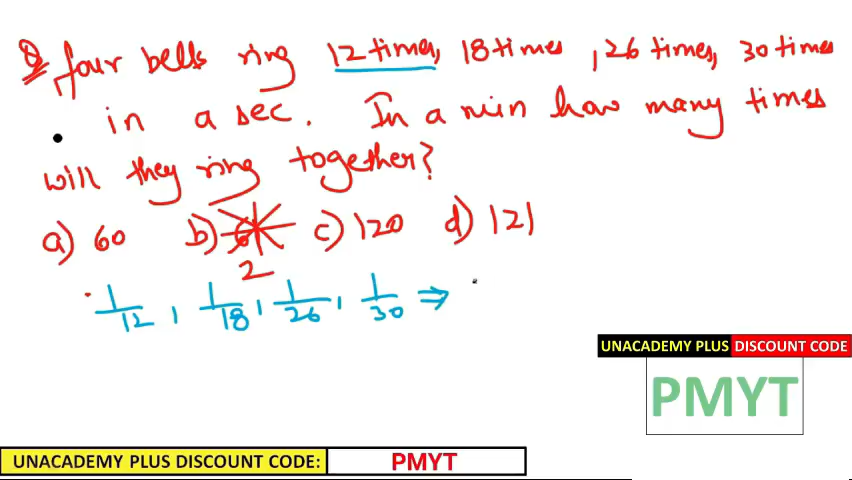 Q four bells ring 12 times, 18 times, 26 times, 30 times
in a sec. In a min how many times
will they ring together?
a) 60 b) c) 120 d) 121
2
1/12, 1/18, 1/26, 1/30 ⇒
UNACADEMY PLUS DISCOUNT CODE
PMYT
UNACADEMY PLUS DISCOUNT CODE: PMYT